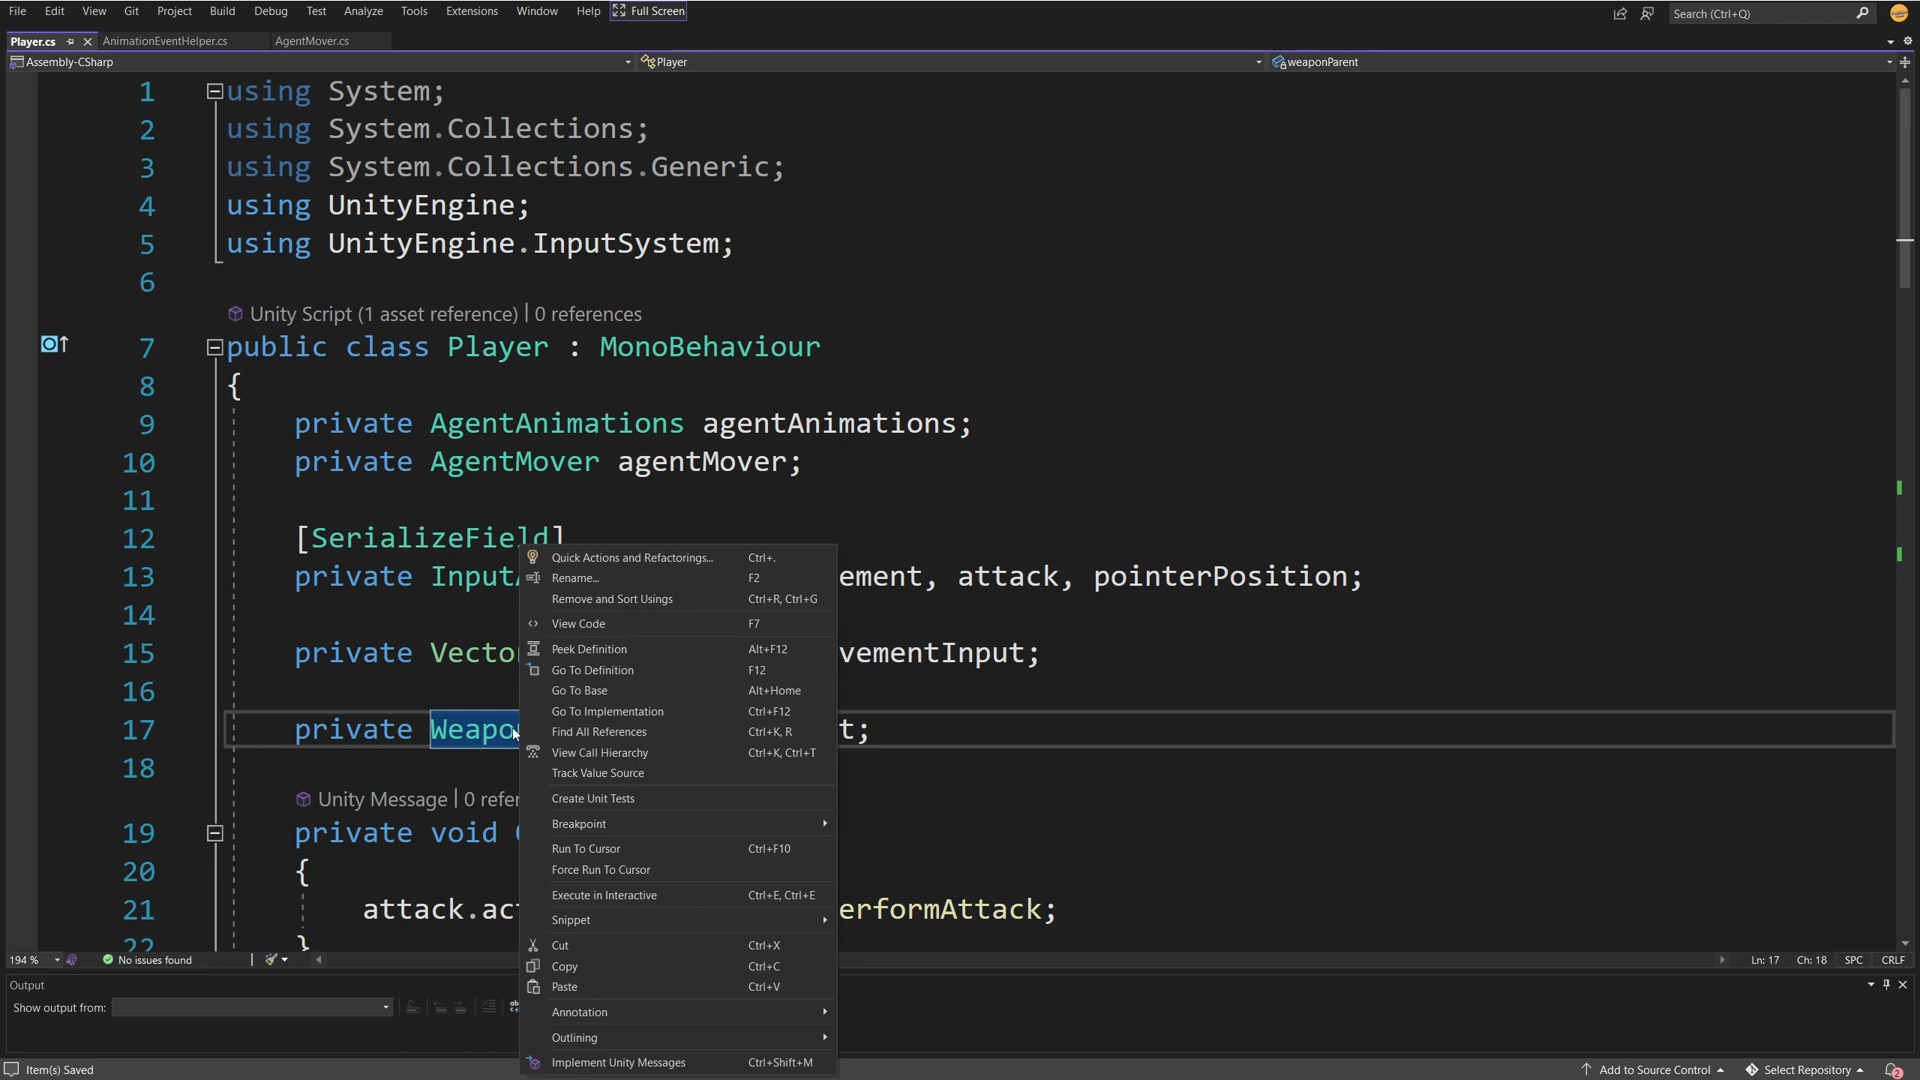 File Edit View Git Project Build Debug Test Analyze Tools Extensions Window Help Full Screen Search (Ctrl+Q)
Player.cs AnimationEventHelper.cs AgentMover.cs
Assembly-CSharp Player weaponParent
1 using System;
2 using System.Collections;
3 using System.Collections.Generic;
4 using UnityEngine;
5 using UnityEngine.InputSystem;
6
Unity Script (1 asset reference) | 0 references
7 public class Player : MonoBehaviour
8 {
9 private AgentAnimations agentAnimations;
10 private AgentMover agentMover;
11
12 [SerializeField]
13 private InputA ement, attack, pointerPosition;
14
15 private Vecto vementInput;
16
17 private Weapo t;
18
Unity Message | 0 refer
19 private void
20 {
21 attack.ac erformAttack;
22 }
Quick Actions and Refactorings... Ctrl+.
Rename... F2
Remove and Sort Usings Ctrl+R, Ctrl+G
View Code F7
Peek Definition Alt+F12
Go To Definition F12
Go To Base Alt+Home
Go To Implementation Ctrl+F12
Find All References Ctrl+K, R
View Call Hierarchy Ctrl+K, Ctrl+T
Track Value Source
Create Unit Tests
Breakpoint
Run To Cursor Ctrl+F10
Force Run To Cursor
Execute in Interactive Ctrl+E, Ctrl+E
Snippet
Cut Ctrl+X
Copy Ctrl+C
Paste Ctrl+V
Annotation
Outlining
Implement Unity Messages Ctrl+Shift+M
194 % No issues found Ln: 17 Ch: 18 SPC CRLF
Output
Show output from:
Item(s) Saved Add to Source Control Select Repository 2